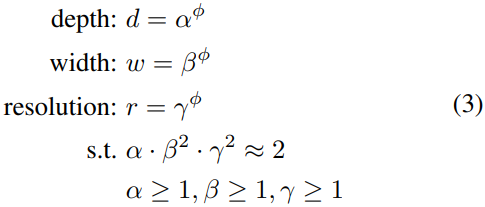 depth: d = α^ϕ
width: w = β^ϕ
resolution: r = γ^ϕ (3)
s.t. α · β² · γ² ≈ 2
α ≥ 1, β ≥ 1, γ ≥ 1